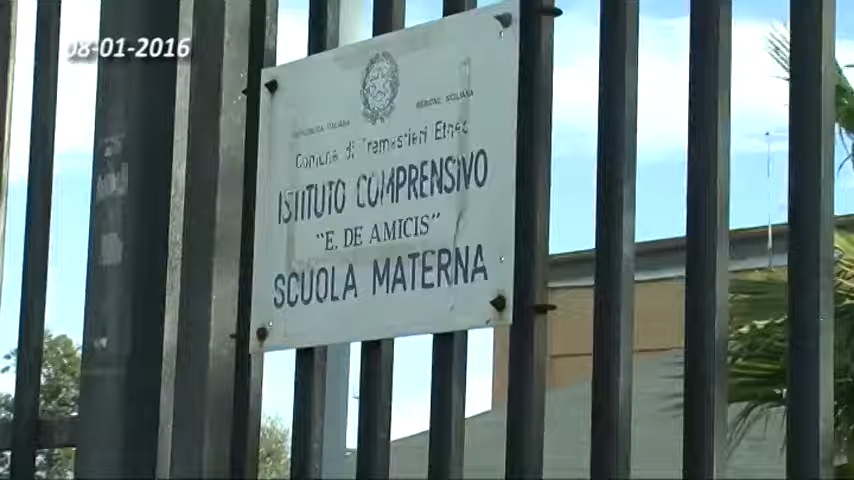 08-01-2016
REPUBBLICA ITALIANA
REGIONE SICILIANA
Comune di Tremestieri Etneo
ISTITUTO COMPRENSIVO
"E. DE AMICIS"
SCUOLA MATERNA